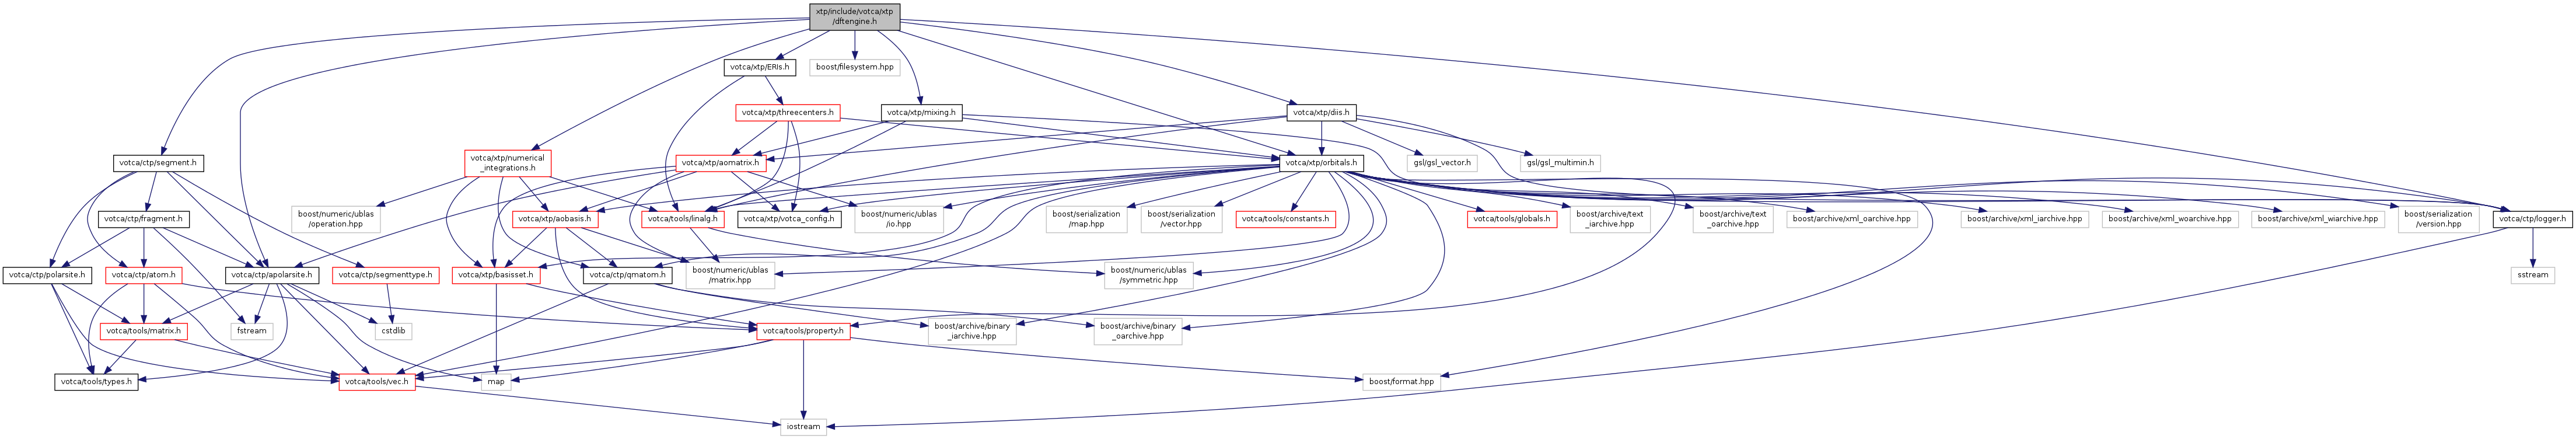 xtp/include/votca/xtp
/dftengine.h
votca/xtp/ERIs.h
boost/filesystem.hpp
votca/xtp/threecenters.h
votca/xtp/mixing.h
votca/xtp/diis.h
votca/ctp/segment.h
votca/xtp/numerical
_integrations.h
votca/xtp/aomatrix.h
votca/xtp/orbitals.h
gsl/gsl_vector.h
gsl/gsl_multimin.h
votca/ctp/fragment.h
boost/numeric/ublas
/operation.hpp
votca/xtp/aobasis.h
votca/tools/linalg.h
votca/xtp/votca_config.h
boost/numeric/ublas
/io.hpp
boost/serialization
/map.hpp
boost/serialization
/vector.hpp
votca/tools/constants.h
votca/tools/globals.h
boost/archive/text
_iarchive.hpp
boost/archive/text
_oarchive.hpp
boost/archive/xml_oarchive.hpp
boost/archive/xml_iarchive.hpp
boost/archive/xml_woarchive.hpp
boost/archive/xml_wiarchive.hpp
boost/serialization
/version.hpp
votca/ctp/logger.h
votca/ctp/polarsite.h
votca/ctp/atom.h
votca/ctp/apolarsite.h
votca/ctp/segmenttype.h
votca/xtp/basisset.h
votca/ctp/qmatom.h
boost/numeric/ublas
/matrix.hpp
boost/numeric/ublas
/symmetric.hpp
sstream
votca/tools/matrix.h
fstream
cstdlib
votca/tools/property.h
boost/archive/binary
_iarchive.hpp
boost/archive/binary
_oarchive.hpp
votca/tools/types.h
votca/tools/vec.h
map
boost/format.hpp
iostream